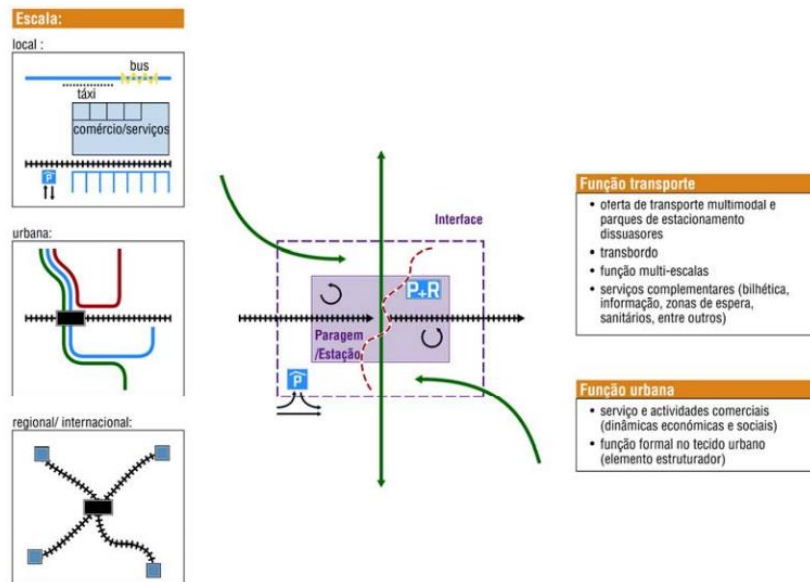 Escala:
local :
bus
táxi
comércio/serviços
P
urbana:
regional/ internacional:
Interface
P+R
Paragem
/Estação
P
Função transporte
• oferta de transporte multimodal e
parques de estacionamento
dissuasores
• transbordo
• função multi-escalas
• serviços complementares (bilhética,
informação, zonas de espera,
sanitários, entre outros)
Função urbana
• serviço e actividades comerciais
(dinâmicas económicas e sociais)
• função formal no tecido urbano
(elemento estruturador)